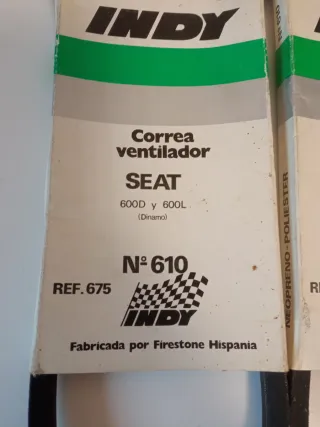 INDY
Correa
ventilador
SEAT
600D y 600L
(Dinamo)
Nº 610
REF. 675
INDY
Fabricada por Firestone Hispania
NEOPRENO-POLIESTER